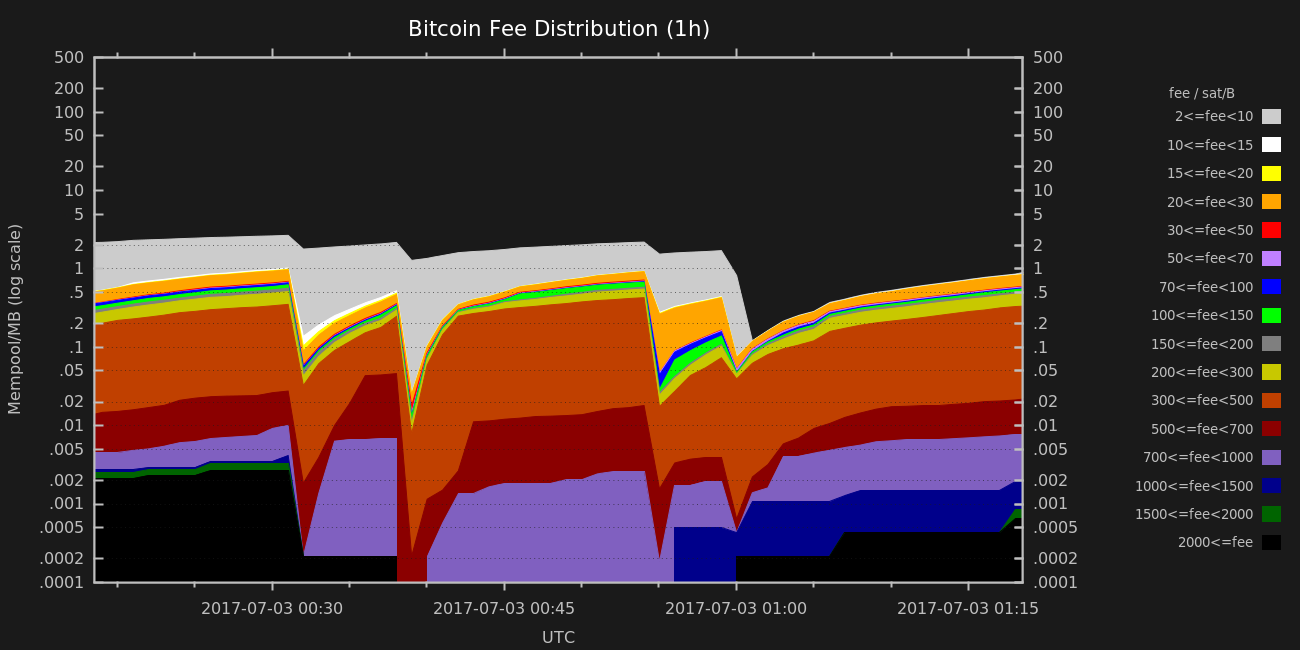 Bitcoin Fee Distribution (1h)
500 500
200 200
100 100
50 50
20 20
10 10
5 5
2 2
1 1
.5 .5
.2 .2
.1 .1
.05 .05
.02 .02
.01 .01
.005 .005
.002 .002
.001 .001
.0005 .0005
.0002 .0002
.0001 .0001
Mempool/MB (log scale)
2017-07-03 00:30 2017-07-03 00:45 2017-07-03 01:00 2017-07-03 01:15
UTC
fee / sat/B
2<=fee<10
10<=fee<15
15<=fee<20
20<=fee<30
30<=fee<50
50<=fee<70
70<=fee<100
100<=fee<150
150<=fee<200
200<=fee<300
300<=fee<500
500<=fee<700
700<=fee<1000
1000<=fee<1500
1500<=fee<2000
2000<=fee